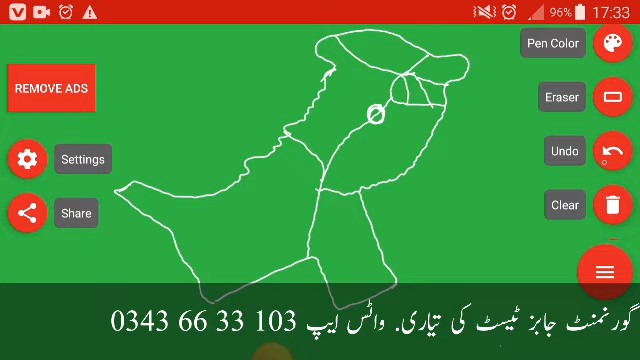 96% 17:33
Pen Color
REMOVE ADS
Eraser
Undo
Settings
Share
Clear
گورنمنٹ جابز ٹیسٹ کی تیاری. واٹس ایپ 103 33 66 0343